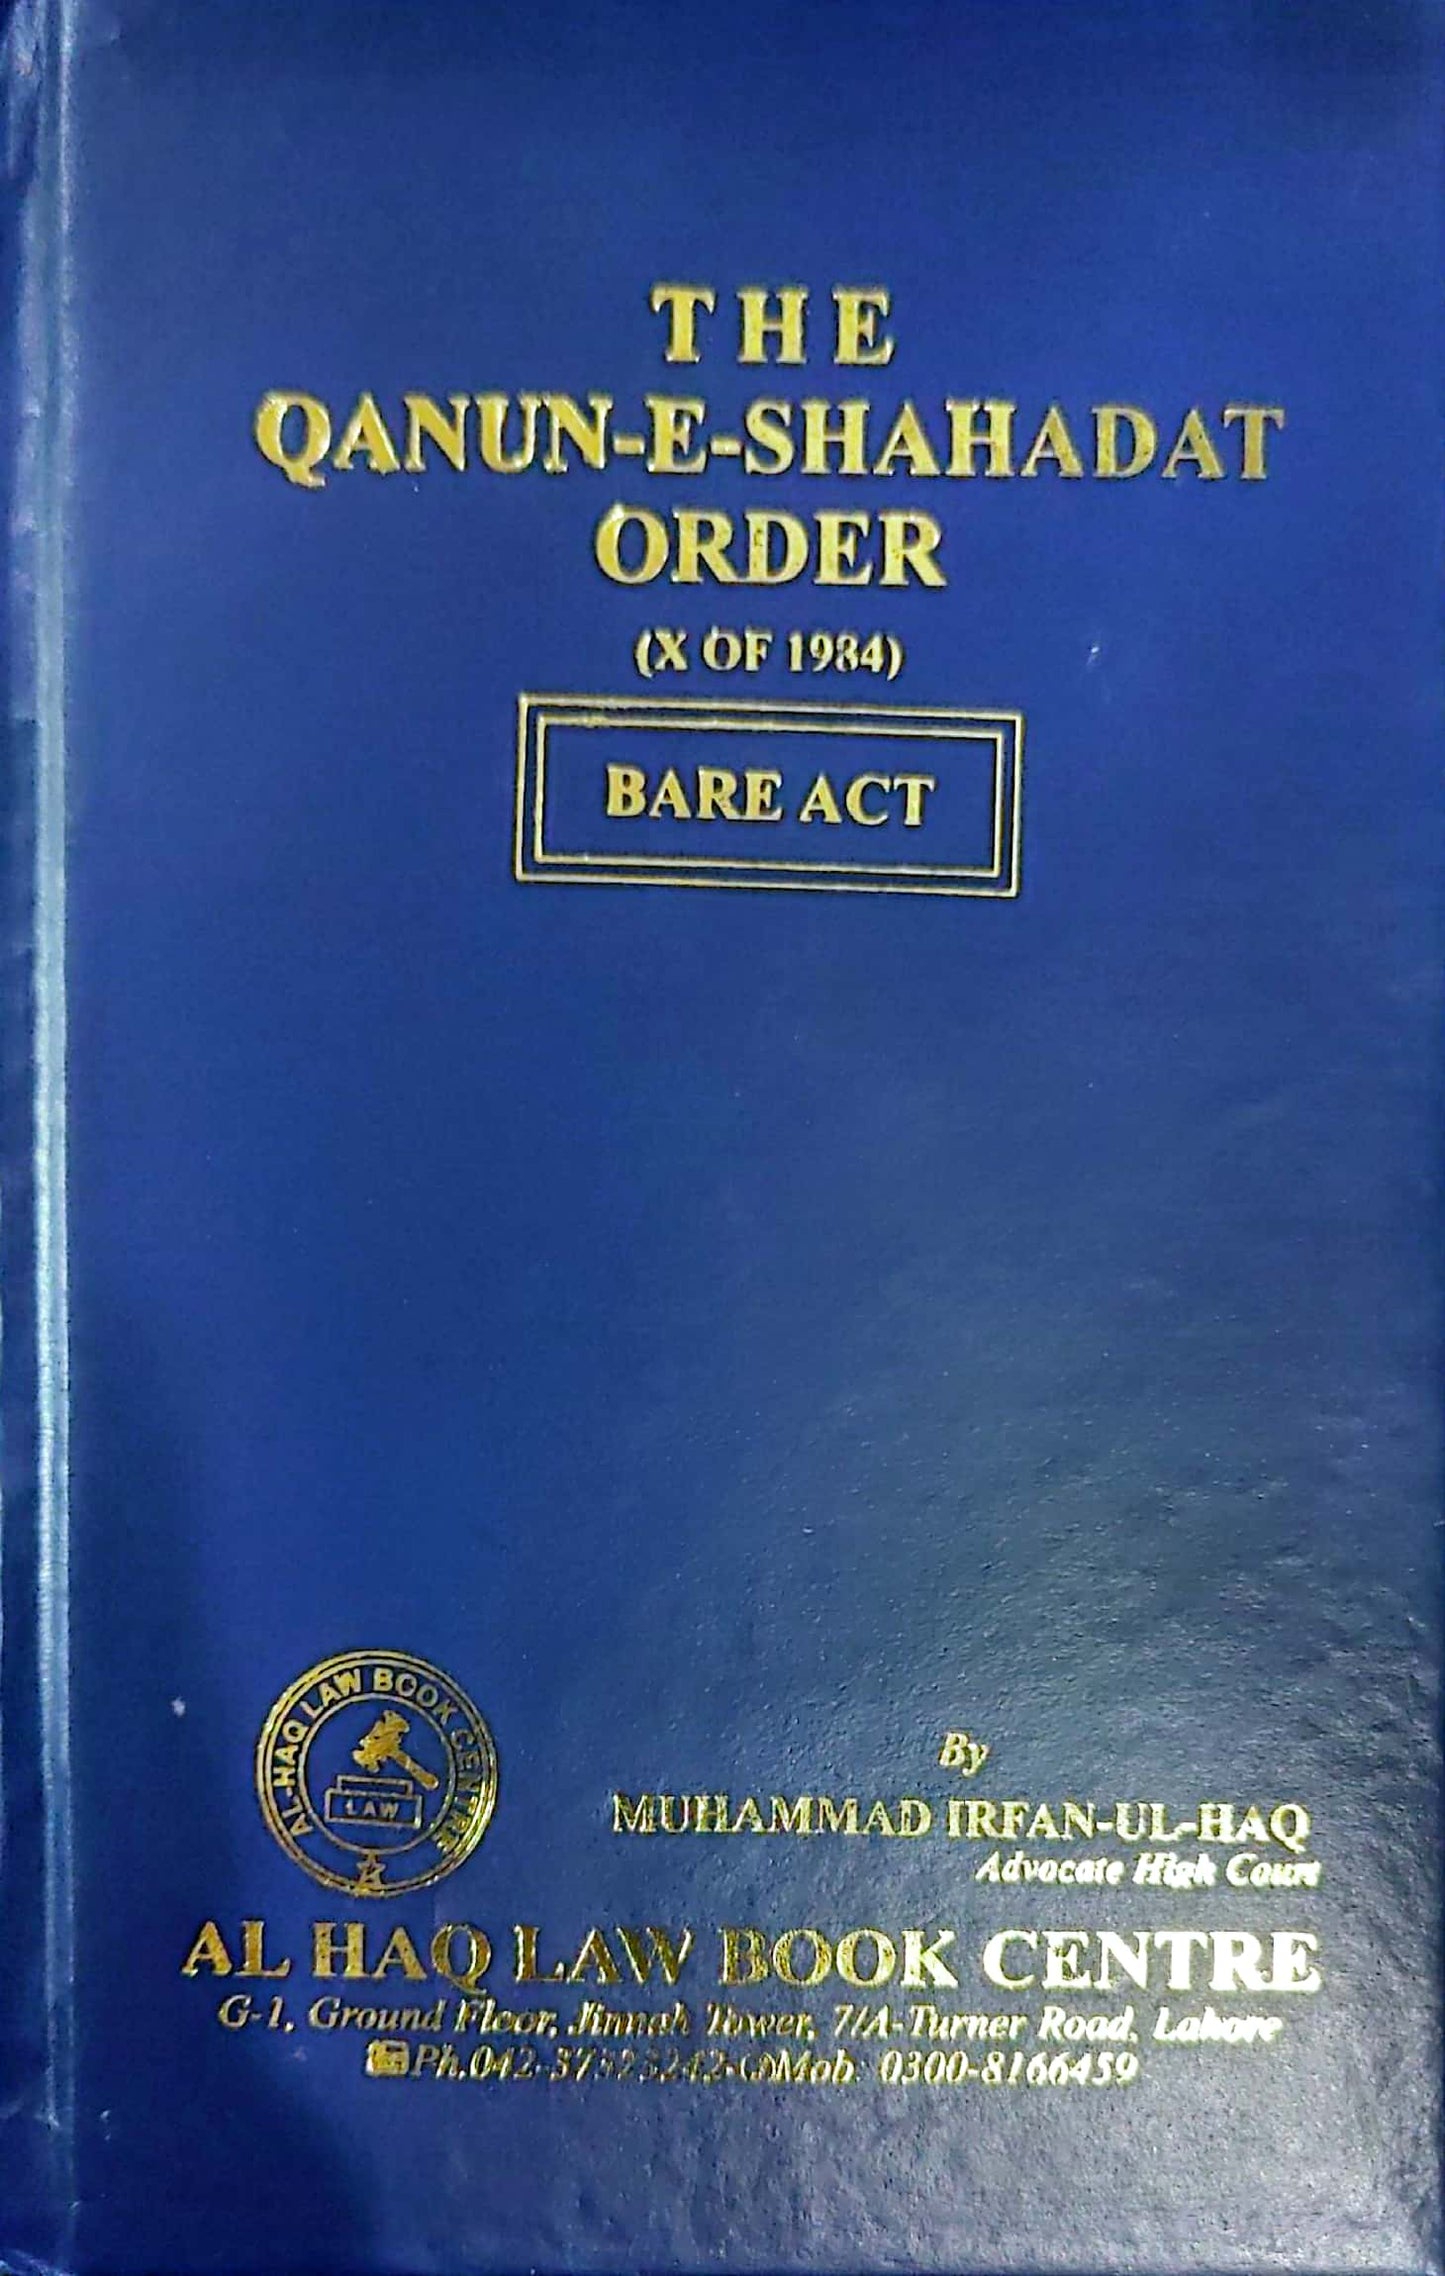 THE
QANUN-E-SHAHADAT
ORDER
(X OF 1984)
BARE ACT
AL-HAQ LAW BOOK CENTRE
LAW
By
MUHAMMAD IRFAN-UL-HAQ
Advocate High Court
AL HAQ LAW BOOK CENTRE
G-1, Ground Floor, Jinnah Tower, 7/A-Turner Road, Lahore
Mob: 0300-8166459